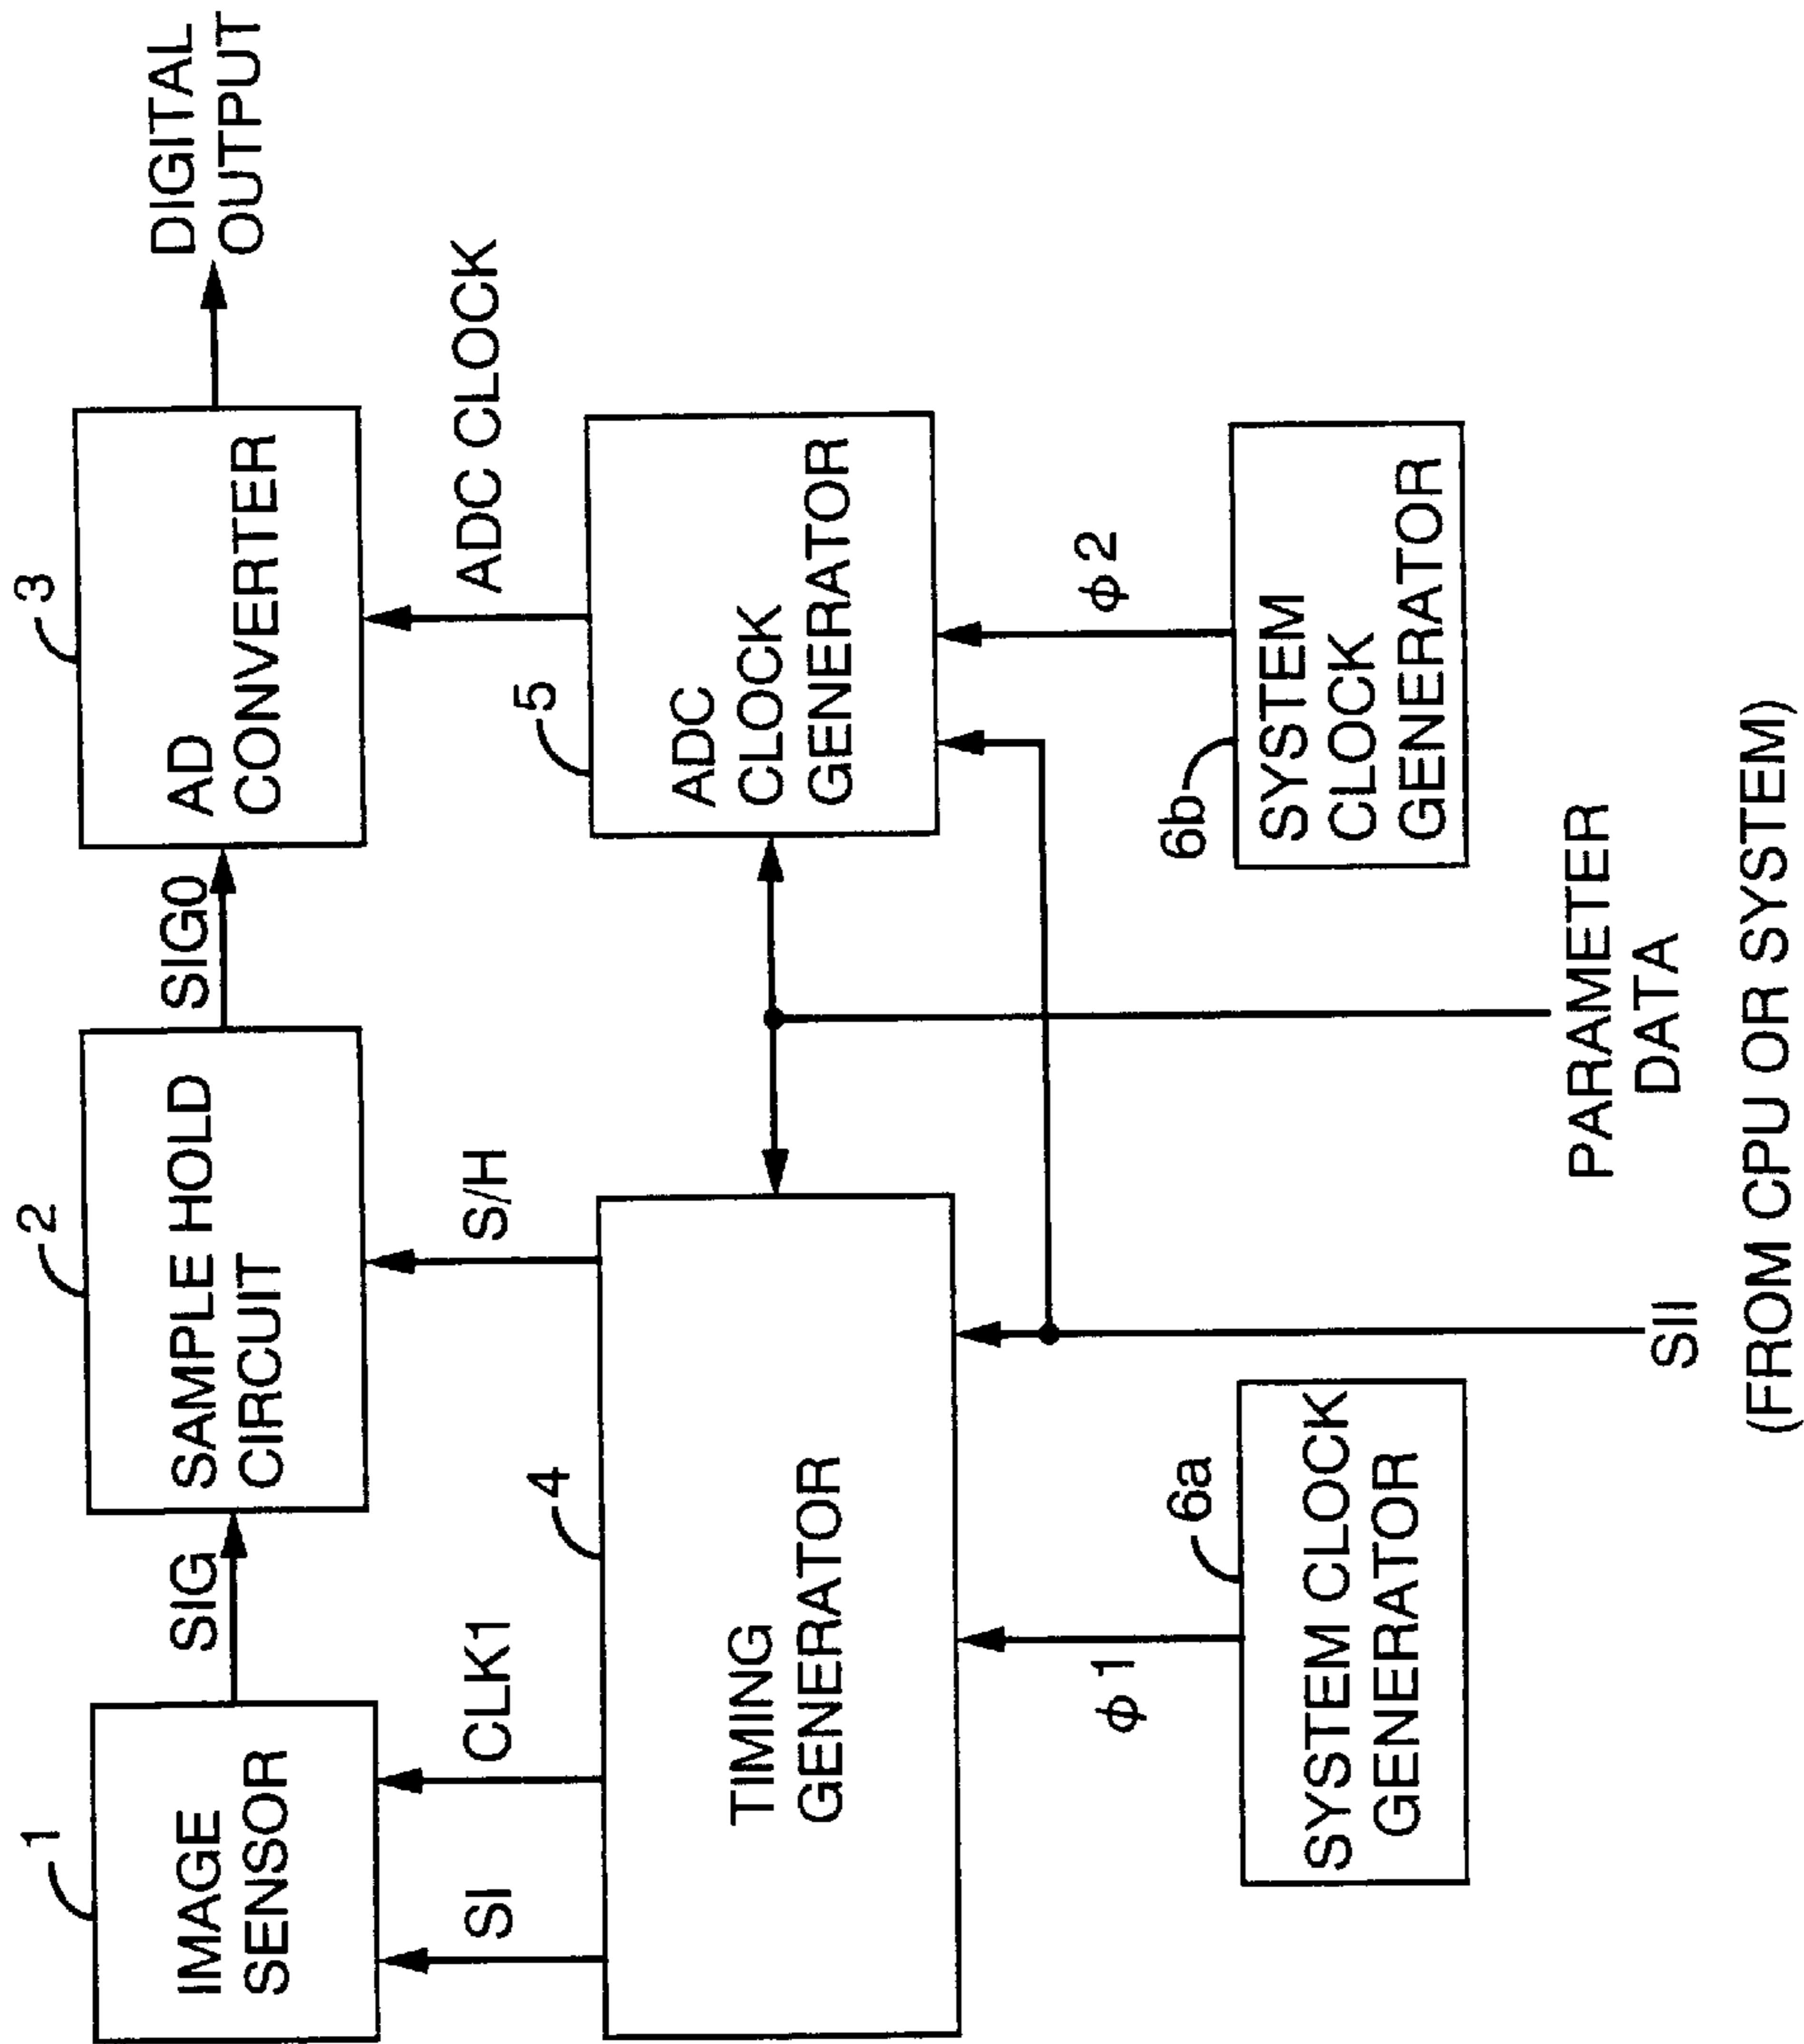 1
IMAGE
SENSOR
SIG
2
SAMPLE HOLD
CIRCUIT
SIG0
3
AD
CONVERTER
DIGITAL
OUTPUT
SI
CLK1
S/H
ADC CLOCK
4
TIMING
GENERATOR
5
ADC
CLOCK
GENERATOR
ϕ1
ϕ2
6a
SYSTEM CLOCK
GENERATOR
6b
SYSTEM
CLOCK
GENERATOR
SII
PARAMETER
DATA
(FROM CPU OR SYSTEM)